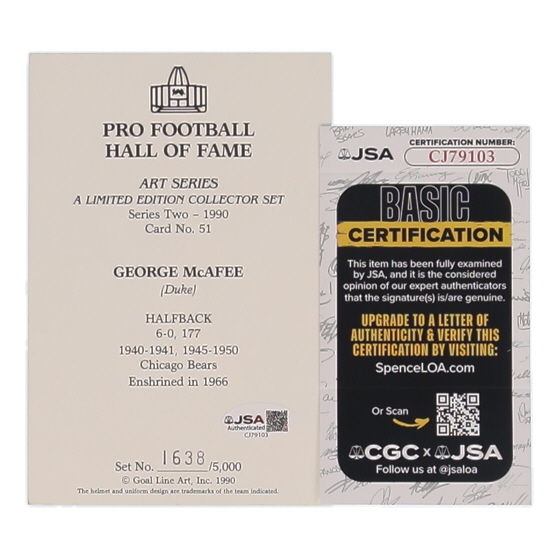 PRO FOOTBALL
HALL OF FAME
ART SERIES
A LIMITED EDITION COLLECTOR SET
Series Two – 1990
Card No. 51
GEORGE McAFEE
(Duke)
HALFBACK
6-0, 177
1940-1941, 1945-1950
Chicago Bears
Enshrined in 1966
JSA
Authenticated
CJ79103
Set No. 1638/5,000
© Goal Line Art, Inc. 1990
The helmet and uniform design are trademarks of the team indicated.
LARRY HAMA
JSA
CERTIFICATION NUMBER:
CJ79103
BASIC
CERTIFICATION
This item has been fully examined
by JSA, and it is the considered
opinion of our expert authenticators
that the signature(s) is/are genuine.
UPGRADE TO A LETTER OF
AUTHENTICITY & VERIFY THIS
CERTIFICATION BY VISITING:
SpenceLOA.com
Or Scan
CGC x JSA
Follow us at @jsaloa